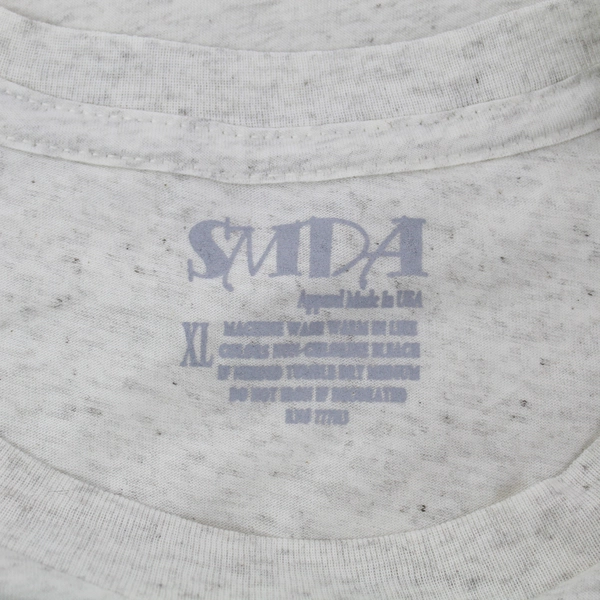 SMDA
Apparel Made in USA
XL
MACHINE WASH WARM IN LIKE
COLORS NON-CHLORINE BLEACH
IF NEEDED TUMBLE DRY MEDIUM
DO NOT IRON IF DECORATED
RN#